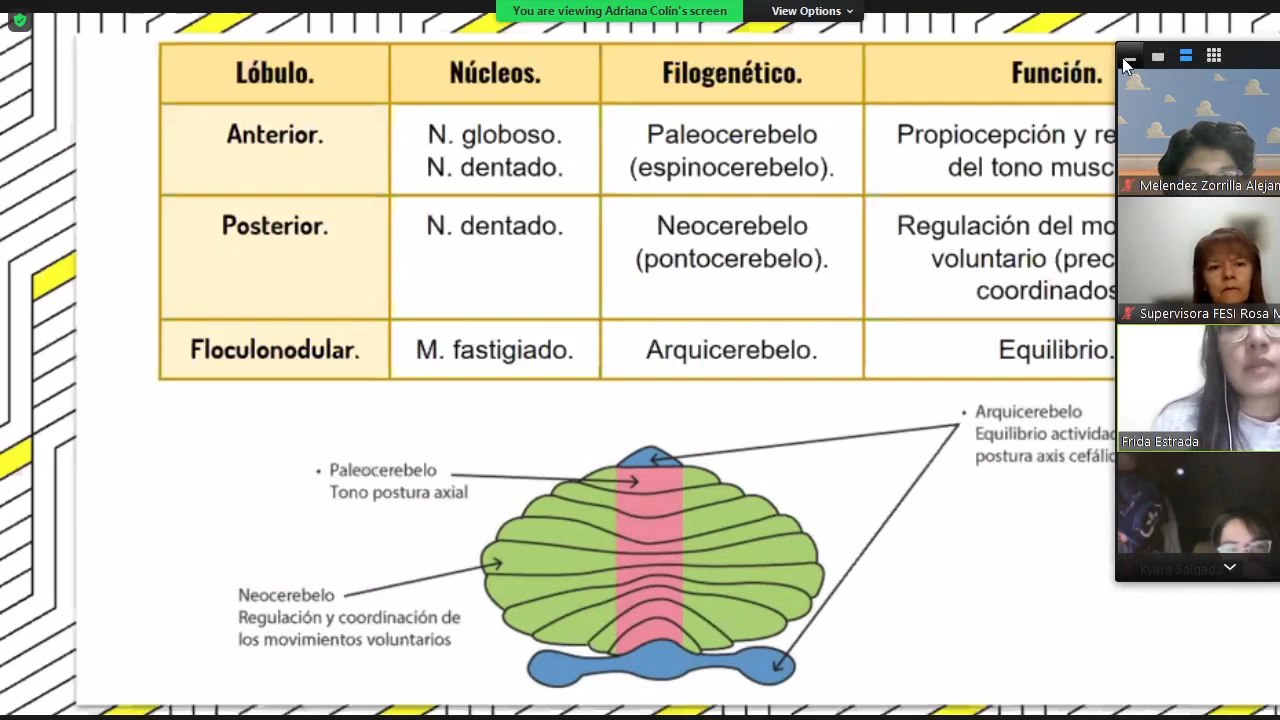 You are viewing Adriana Colín's screen
View Options
Lóbulo.
Núcleos.
Filogenético.
Función.
Anterior.
N. globoso.
N. dentado.
Paleocerebelo
(espinocerebelo).
Propiocepción y re
del tono musc
Posterior.
N. dentado.
Neocerebelo
(pontocerebelo).
Regulación del mo
voluntario (prec
coordinados
Floculonodular.
M. fastigiado.
Arquicerebelo.
Equilibrio.
• Arquicerebelo
Equilibrio activida
postura axis cefálic
• Paleocerebelo
Tono postura axial
Neocerebelo
Regulación y coordinación de
los movimientos voluntarios
Melendez Zorrilla Alejan
Supervisora FESI Rosa M
Frida Estrada
Kyara Salgad